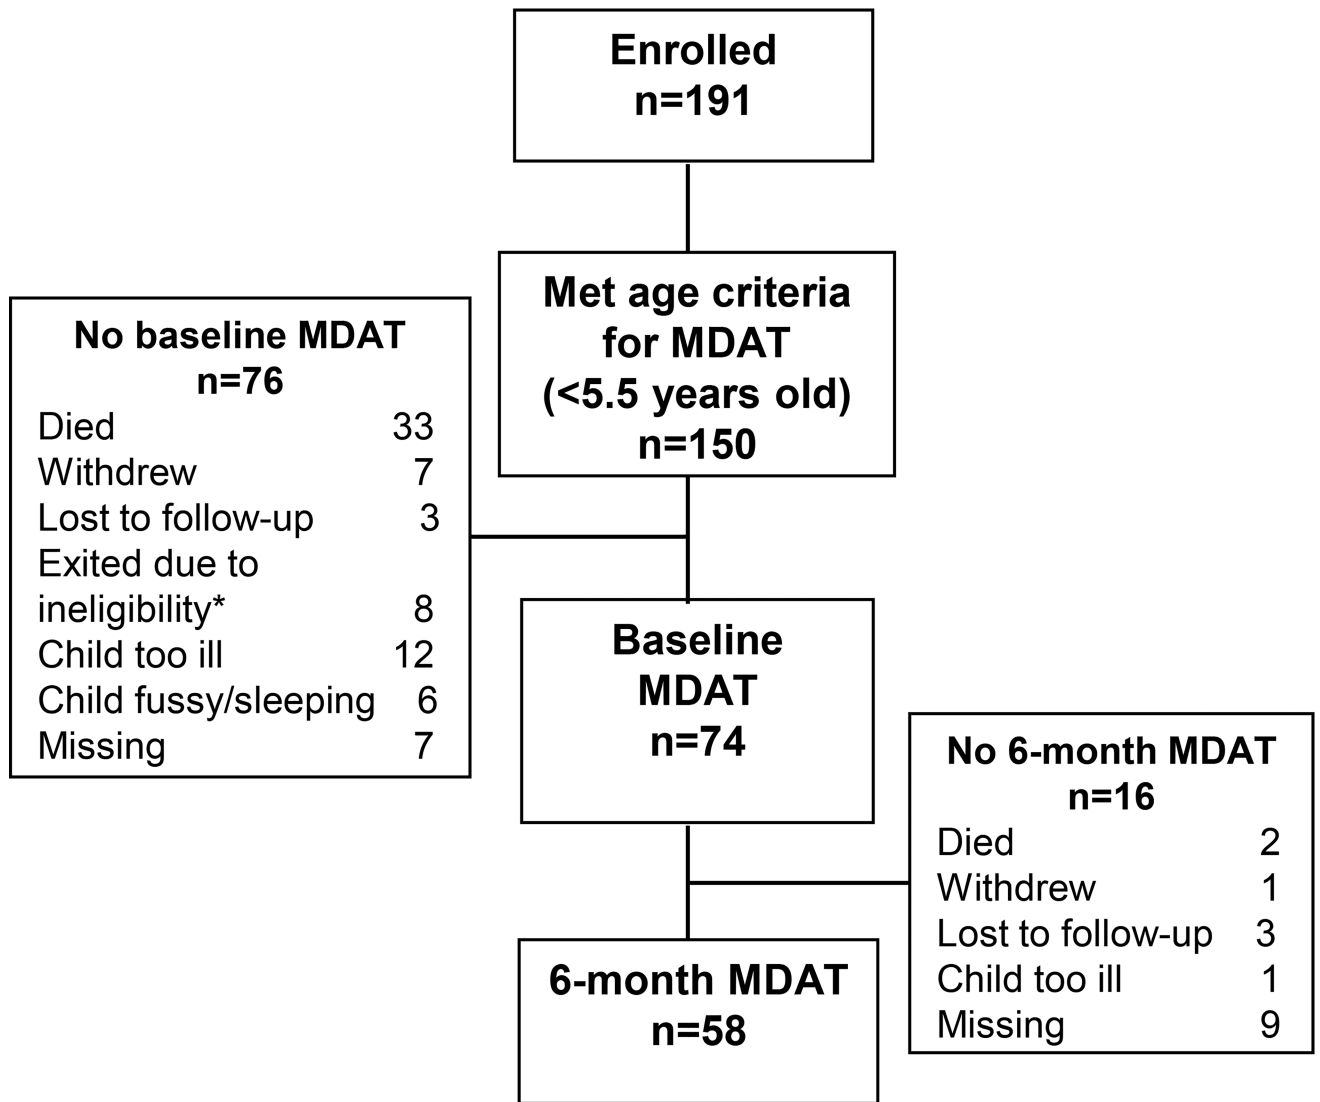 Enrolled
n=191
Met age criteria
for MDAT
(<5.5 years old)
n=150
No baseline MDAT
n=76
Died 33
Withdrew 7
Lost to follow-up 3
Exited due to
ineligibility* 8
Child too ill 12
Child fussy/sleeping 6
Missing 7
Baseline
MDAT
n=74
No 6-month MDAT
n=16
Died 2
Withdrew 1
Lost to follow-up 3
Child too ill 1
Missing 9
6-month MDAT
n=58